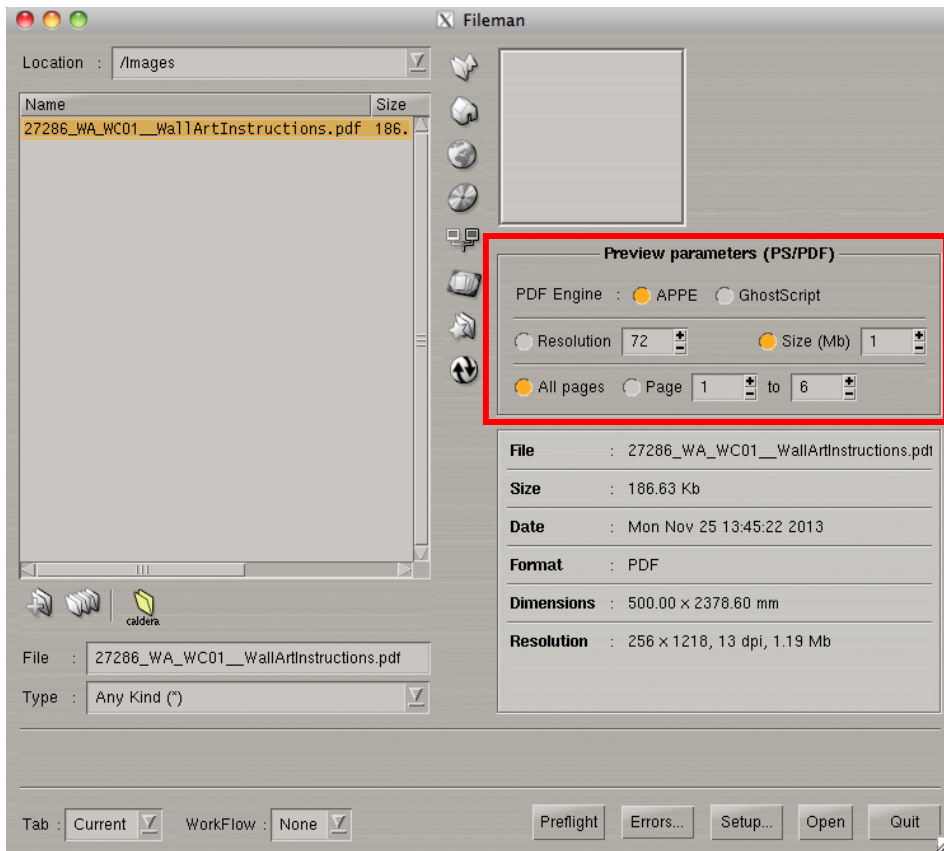 X Fileman
Location : /Images
Name Size
27286_WA_WC01__WallArtInstructions.pdf 186.
caldera
File : 27286_WA_WC01__WallArtInstructions.pdf
Type : Any Kind (*)
Preview parameters (PS/PDF)
PDF Engine : APPE GhostScript
Resolution 72 Size (Mb) 1
All pages Page 1 to 6
File : 27286_WA_WC01__WallArtInstructions.pdf
Size : 186.63 Kb
Date : Mon Nov 25 13:45:22 2013
Format : PDF
Dimensions : 500.00 x 2378.60 mm
Resolution : 256 x 1218, 13 dpi, 1.19 Mb
Tab : Current WorkFlow : None Preflight Errors... Setup... Open Quit